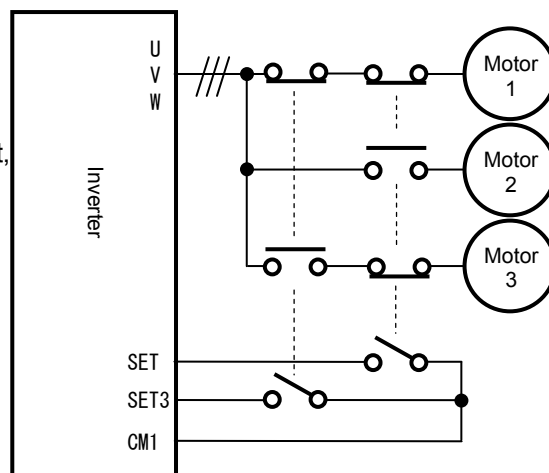 U
V
W
t,
Inverter
Motor
1
Motor
2
Motor
3
SET
SET3
CM1